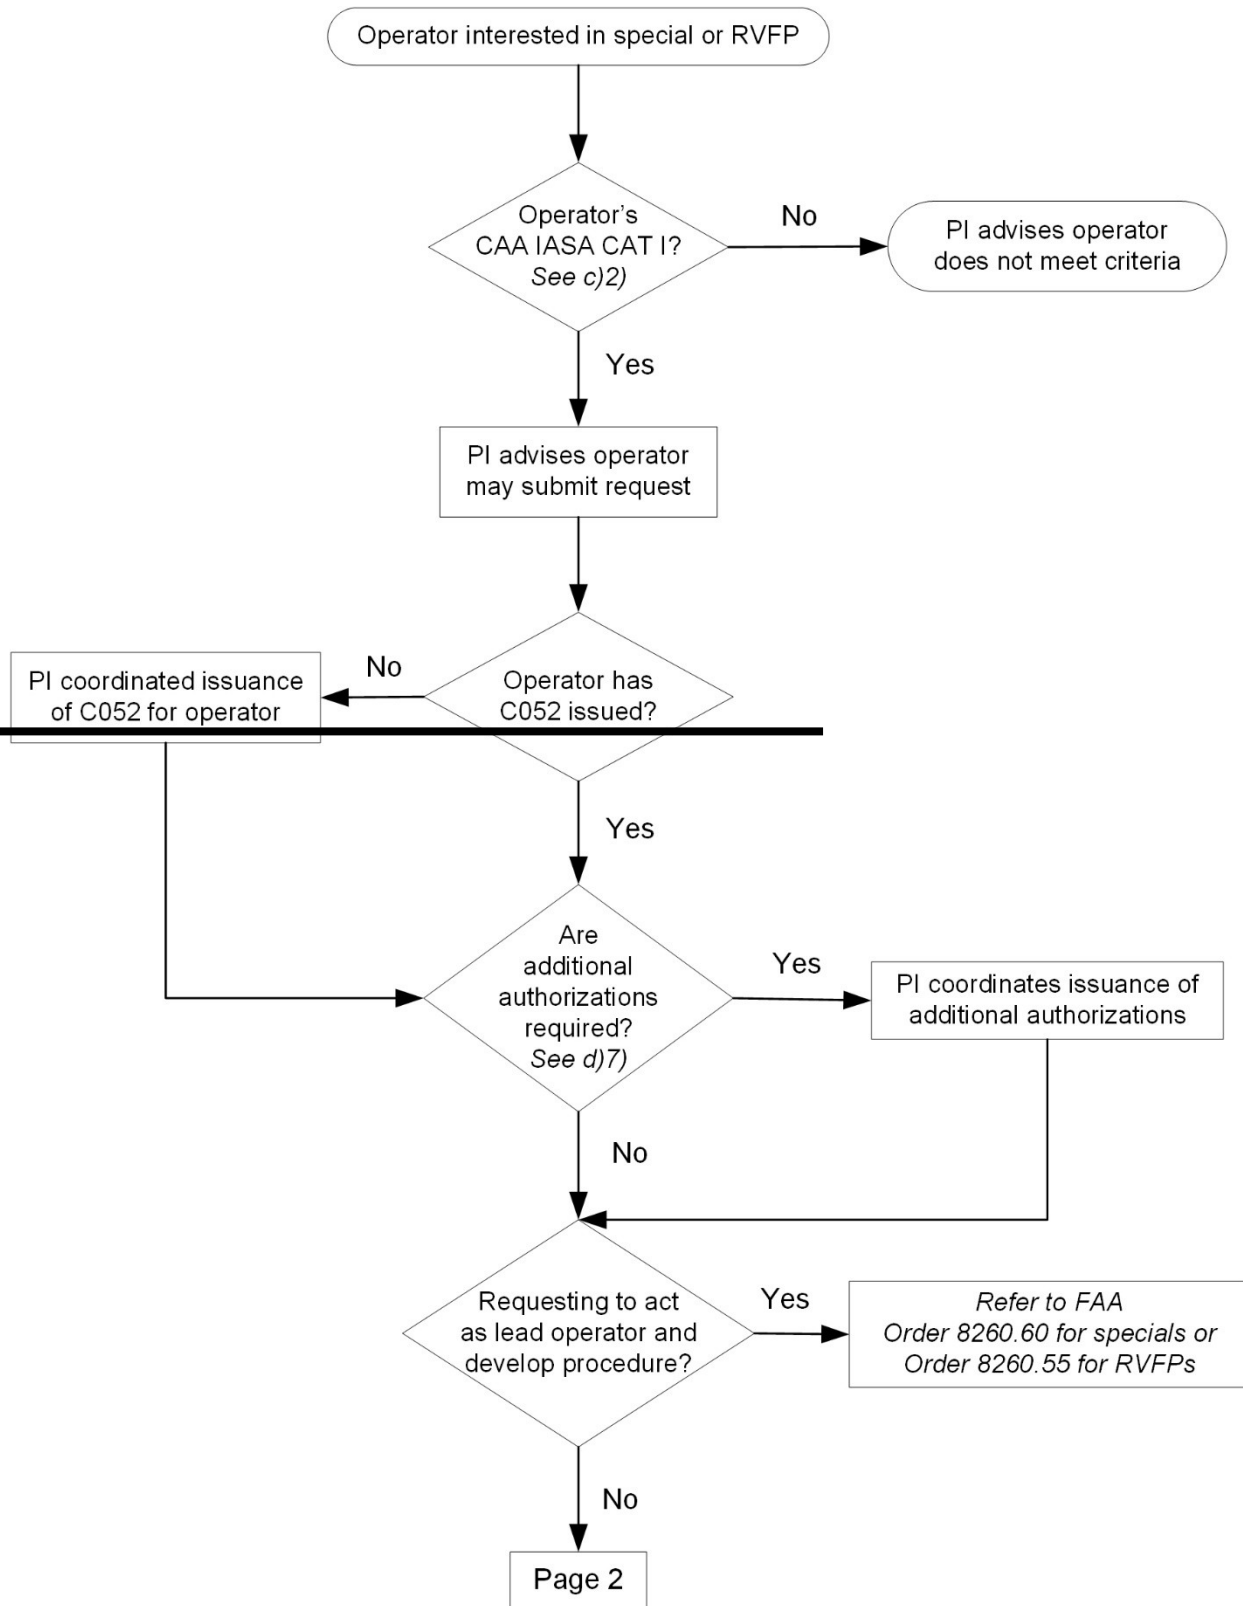 Operator interested in special or RVFP
Operator's
CAA IASA CAT I?
See c)2)
No
PI advises operator
does not meet criteria
Yes
PI advises operator
may submit request
Operator has
C052 issued?
No
PI coordinated issuance
of C052 for operator
Yes
Are
additional
authorizations
required?
See d)7)
Yes
PI coordinates issuance of
additional authorizations
No
Requesting to act
as lead operator and
develop procedure?
Yes
Refer to FAA
Order 8260.60 for specials or
Order 8260.55 for RVFPs
No
Page 2